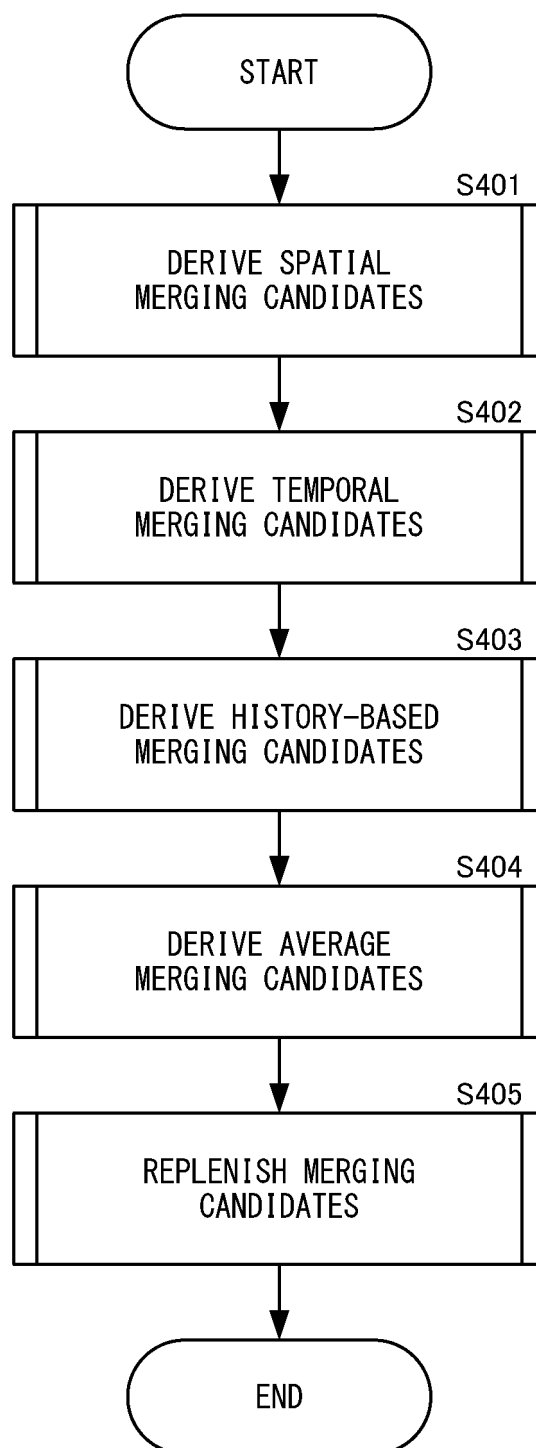 START
S401
DERIVE SPATIAL
MERGING CANDIDATES
S402
DERIVE TEMPORAL
MERGING CANDIDATES
S403
DERIVE HISTORY-BASED
MERGING CANDIDATES
S404
DERIVE AVERAGE
MERGING CANDIDATES
S405
REPLENISH MERGING
CANDIDATES
END